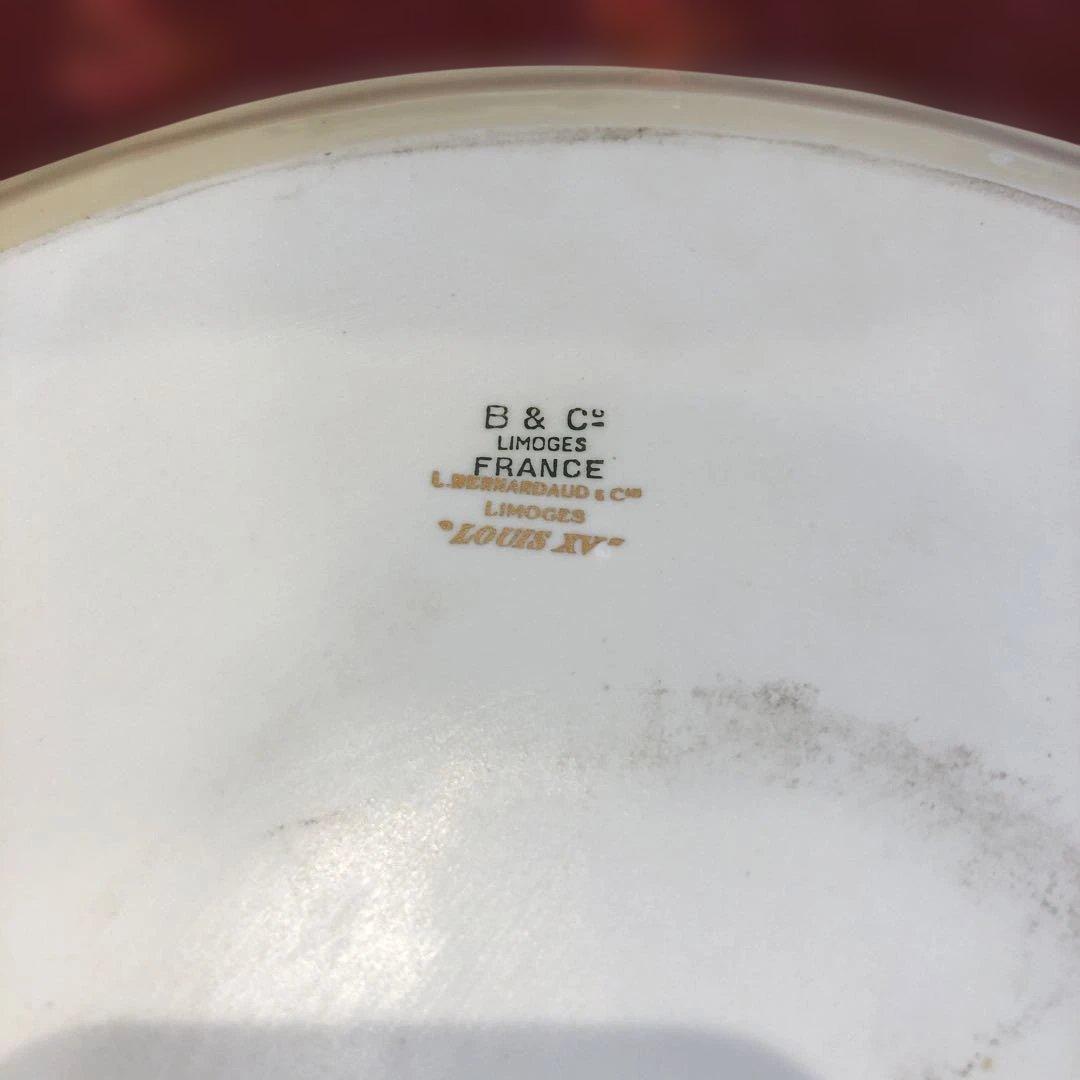 B & Cº
LIMOGES
FRANCE
L. BERNARDAUD & Cie
LIMOGES
"LOUIS XV"